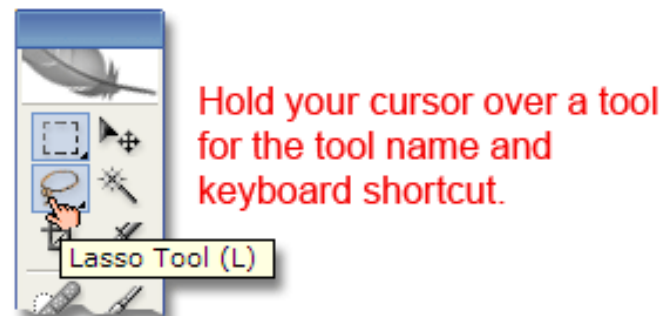 Hold your cursor over a tool
for the tool name and
keyboard shortcut.
Lasso Tool (L)